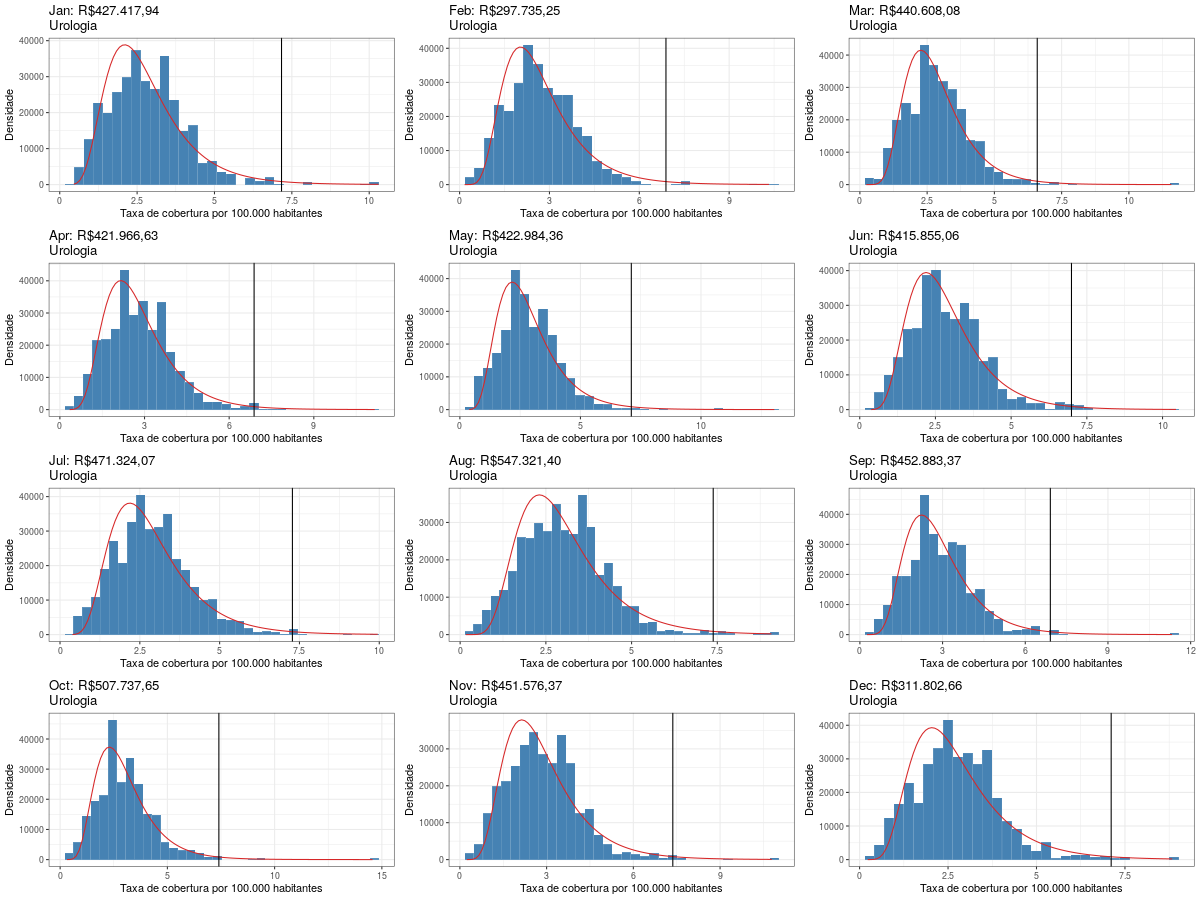 Jan: R$427.417,94
Urologia
40000
30000
20000
10000
0
0
2.5
5
7.5
10
Densidade
Taxa de cobertura por 100.000 habitantes
Feb: R$297.735,25
Urologia
40000
30000
20000
10000
0
0
3
6
9
Densidade
Taxa de cobertura por 100.000 habitantes
Mar: R$440.608,08
Urologia
40000
30000
20000
10000
0
0
2.5
5
10
Densidade
Taxa de cobertura por 100.000 habitantes
Apr: R$421.966,63
Urologia
40000
30000
20000
10000
0
0
3
6
9
Densidade
Taxa de cobertura por 100.000 habitantes
May: R$422.984,36
Urologia
40000
30000
20000
10000
0
0
5
10
Densidade
Taxa de cobertura por 100.000 habitantes
Jun: R$415.855,06
Urologia
40000
30000
20000
10000
0
0
2.5
5
7.5
10
Densidade
Taxa de cobertura por 100.000 habitantes
Jul: R$471.324,07
Urologia
40000
30000
20000
10000
0
0
2.5
5
7.5
10
Densidade
Taxa de cobertura por 100.000 habitantes
Aug: R$547.321,40
Urologia
30000
20000
10000
0
0
2.5
5
7.5
Densidade
Taxa de cobertura por 100.000 habitantes
Sep: R$452.883,37
Urologia
40000
30000
20000
10000
0
0
3
6
9
12
Densidade
Taxa de cobertura por 100.000 habitantes
Oct: R$507.737,65
Urologia
40000
30000
20000
10000
0
0
5
10
15
Densidade
Taxa de cobertura por 100.000 habitantes
Nov: R$451.576,37
Urologia
30000
20000
10000
0
0
3
6
9
Densidade
Taxa de cobertura por 100.000 habitantes
Dec: R$311.802,66
Urologia
40000
30000
20000
10000
0
0
2.5
5
7.5
Densidade
Taxa de cobertura por 100.000 habitantes